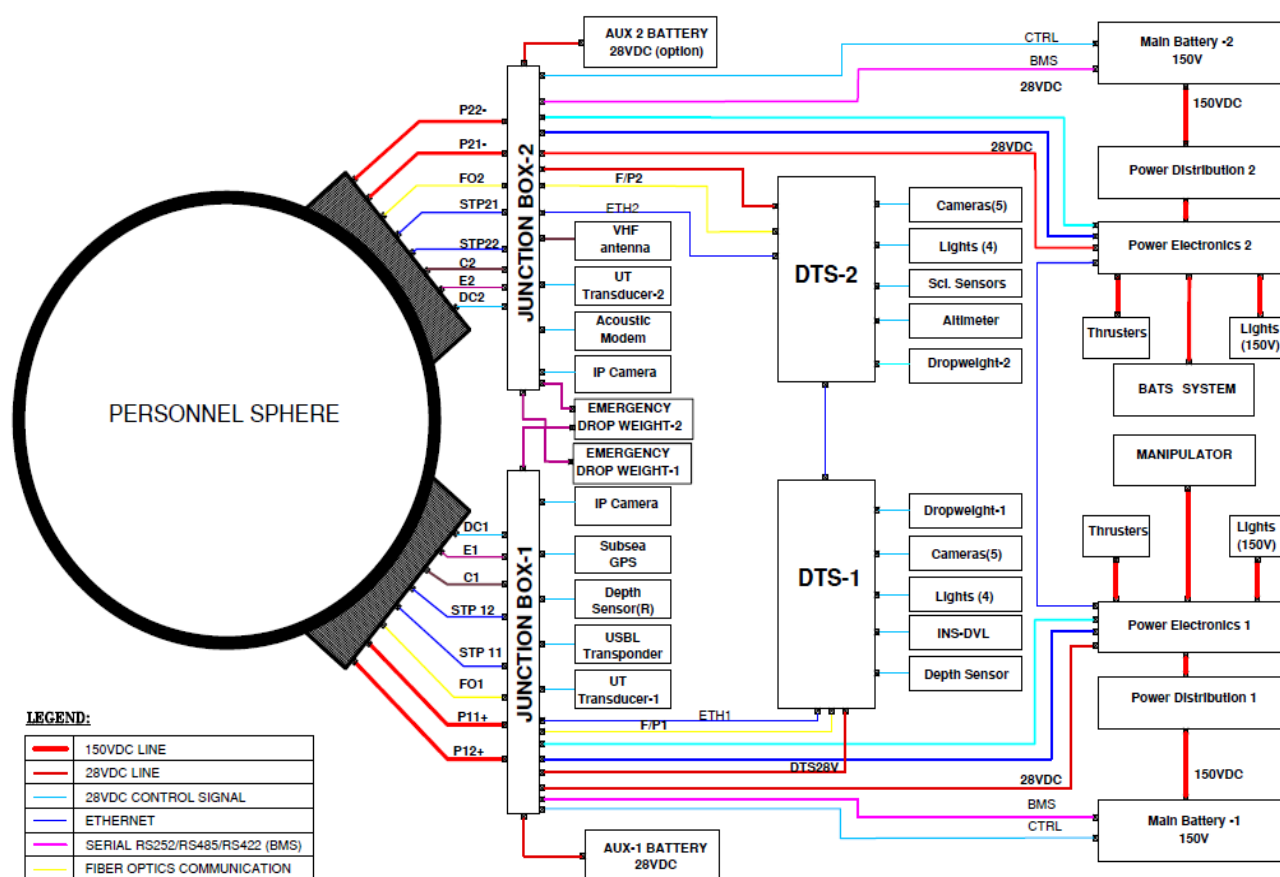 AUX 2 BATTERY
28VDC (option)
CTRL
BMS
28VDC
Main Battery -2
150V
150VDC
P22-
P21-
FO2
STP21
STP22
C2
E2
DC2
JUNCTION BOX-2
28VDC
F/P2
ETH2
VHF
antenna
UT
Transducer-2
Acoustic
Modem
IP Camera
EMERGENCY
DROP WEIGHT-2
EMERGENCY
DROP WEIGHT-1
DTS-2
Cameras(5)
Lights (4)
Sci. Sensors
Altimeter
Dropweight-2
Power Distribution 2
Power Electronics 2
Thrusters
Lights
(150V)
BATS SYSTEM
PERSONNEL SPHERE
MANIPULATOR
Thrusters
Lights
(150V)
DC1
E1
C1
STP 12
STP 11
FO1
P11+
P12+
JUNCTION BOX-1
IP Camera
Subsea
GPS
Depth
Sensor(R)
USBL
Transponder
UT
Transducer-1
DTS-1
Dropweight-1
Cameras(5)
Lights (4)
INS-DVL
Depth Sensor
Power Electronics 1
Power Distribution 1
ETH1
F/P1
DTS28V
28VDC
150VDC
BMS
CTRL
Main Battery -1
150V
AUX-1 BATTERY
28VDC
LEGEND:
150VDC LINE
28VDC LINE
28VDC CONTROL SIGNAL
ETHERNET
SERIAL RS252/RS485/RS422 (BMS)
FIBER OPTICS COMMUNICATION